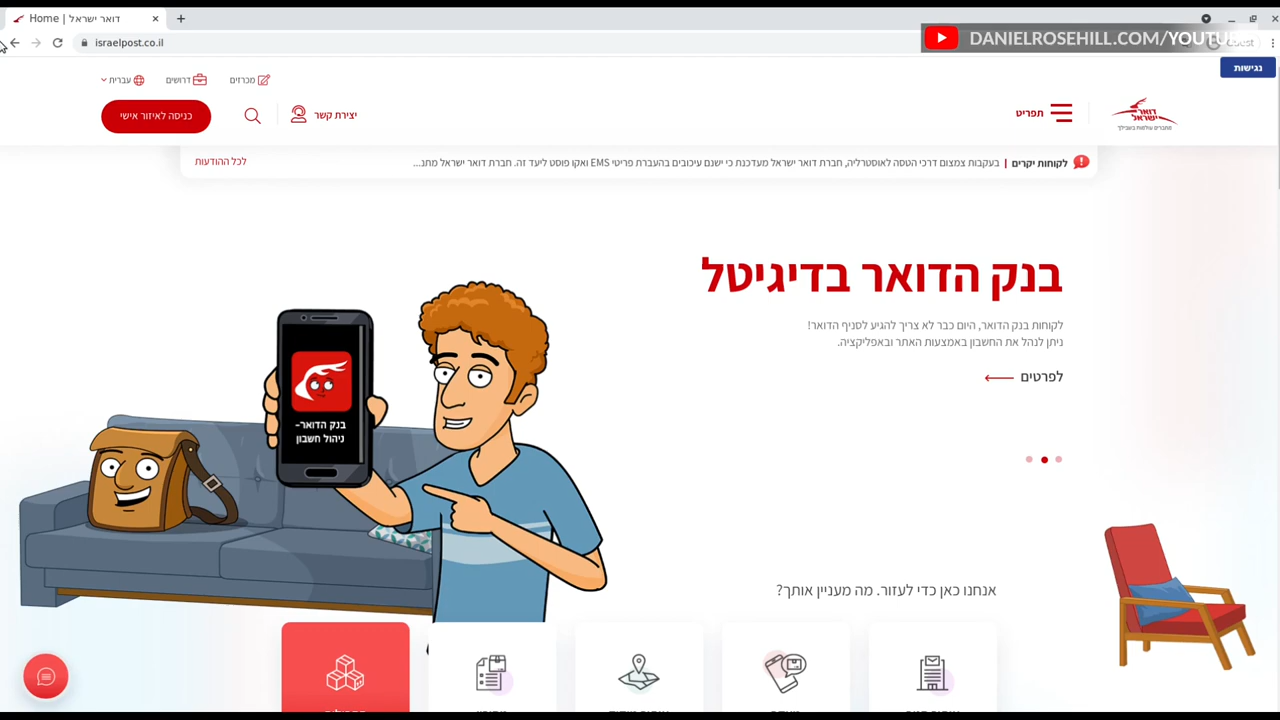 Home | דואר ישראל
israelpost.co.il
DANIELROSEHILL.COM/YOUTUBE
נגישות
מכרזים
דרושים
עברית
דואר ישראל
תפריט
יצירת קשר
כניסה לאיזור אישי
לקוחות יקרים | בעקבות צמצום דרכי הטסה לאוסטרליה, חברת דואר ישראל מעדכנת כי ישנם עיכובים בהעברת פריטי EMS ואקו פוסט ליעד זה. חברת דואר ישראל מתנ...
לכל ההודעות
בנק הדואר בדיגיטל
לקוחות בנק הדואר, היום כבר לא צריך להגיע לסניף הדואר!
ניתן לנהל את החשבון באמצעות האתר ובאפליקציה.
לפרטים
בנק הדואר-
ניהול חשבון
אנחנו כאן כדי לעזור. מה מעניין אותך?